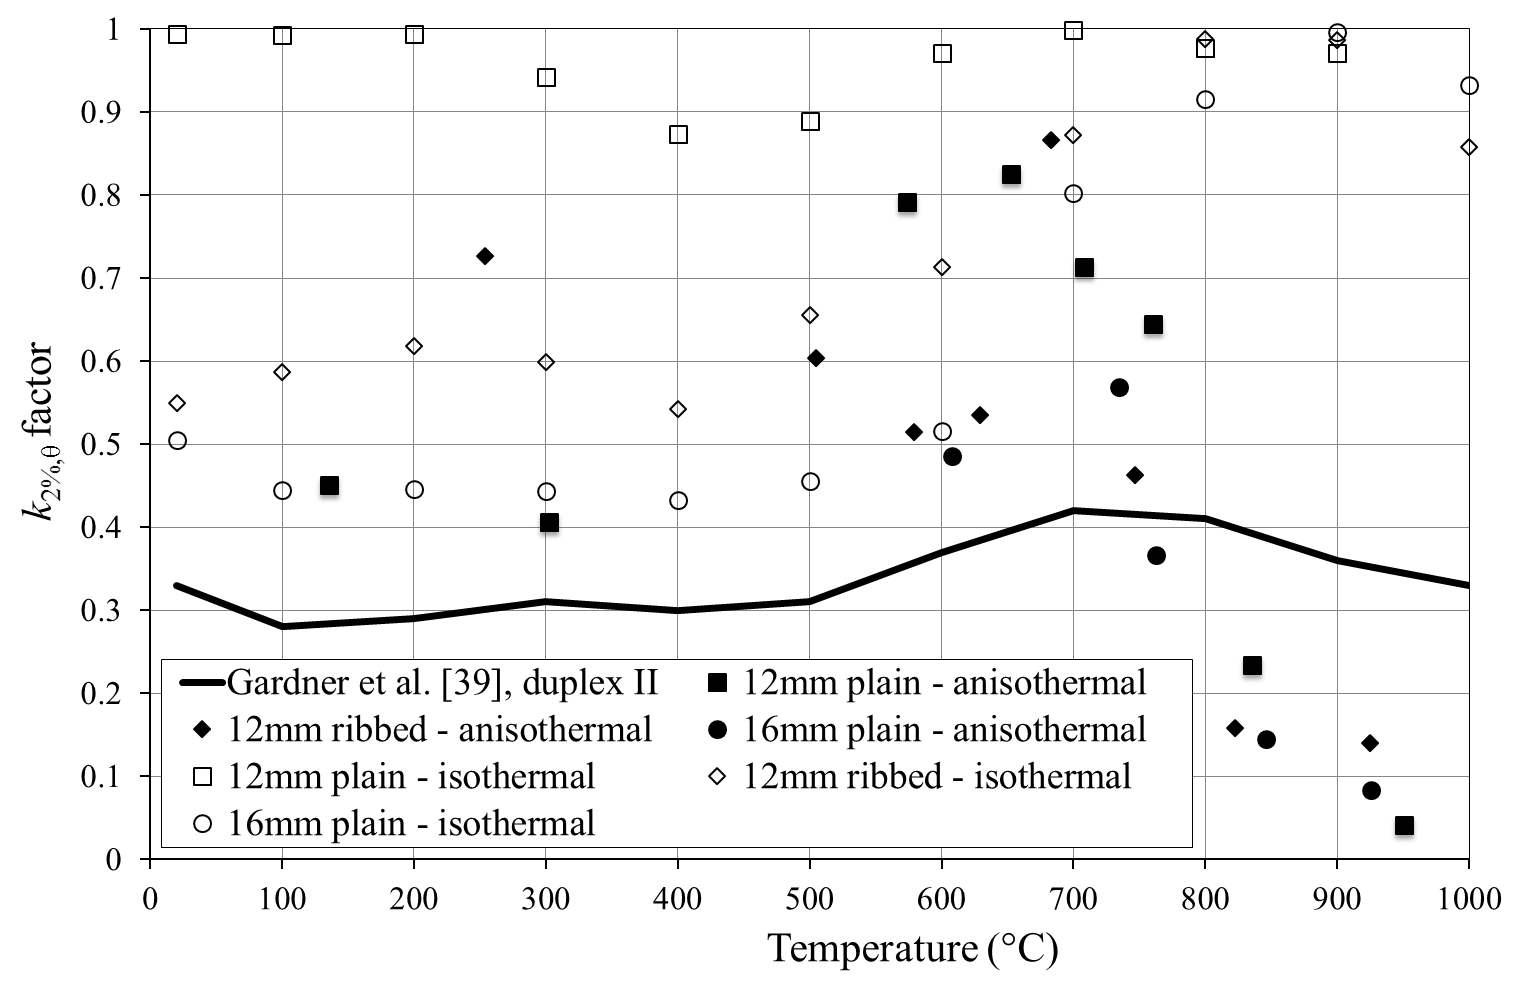 1
0.9
0.8
0.7
0.6
0.5
0.4
0.3
0.2
0.1
0
k2%,θ factor
Gardner et al. [39], duplex II
12mm plain - anisothermal
12mm ribbed - anisothermal
16mm plain - anisothermal
12mm plain - isothermal
12mm ribbed - isothermal
16mm plain - isothermal
0 100 200 300 400 500 600 700 800 900 1000
Temperature (°C)